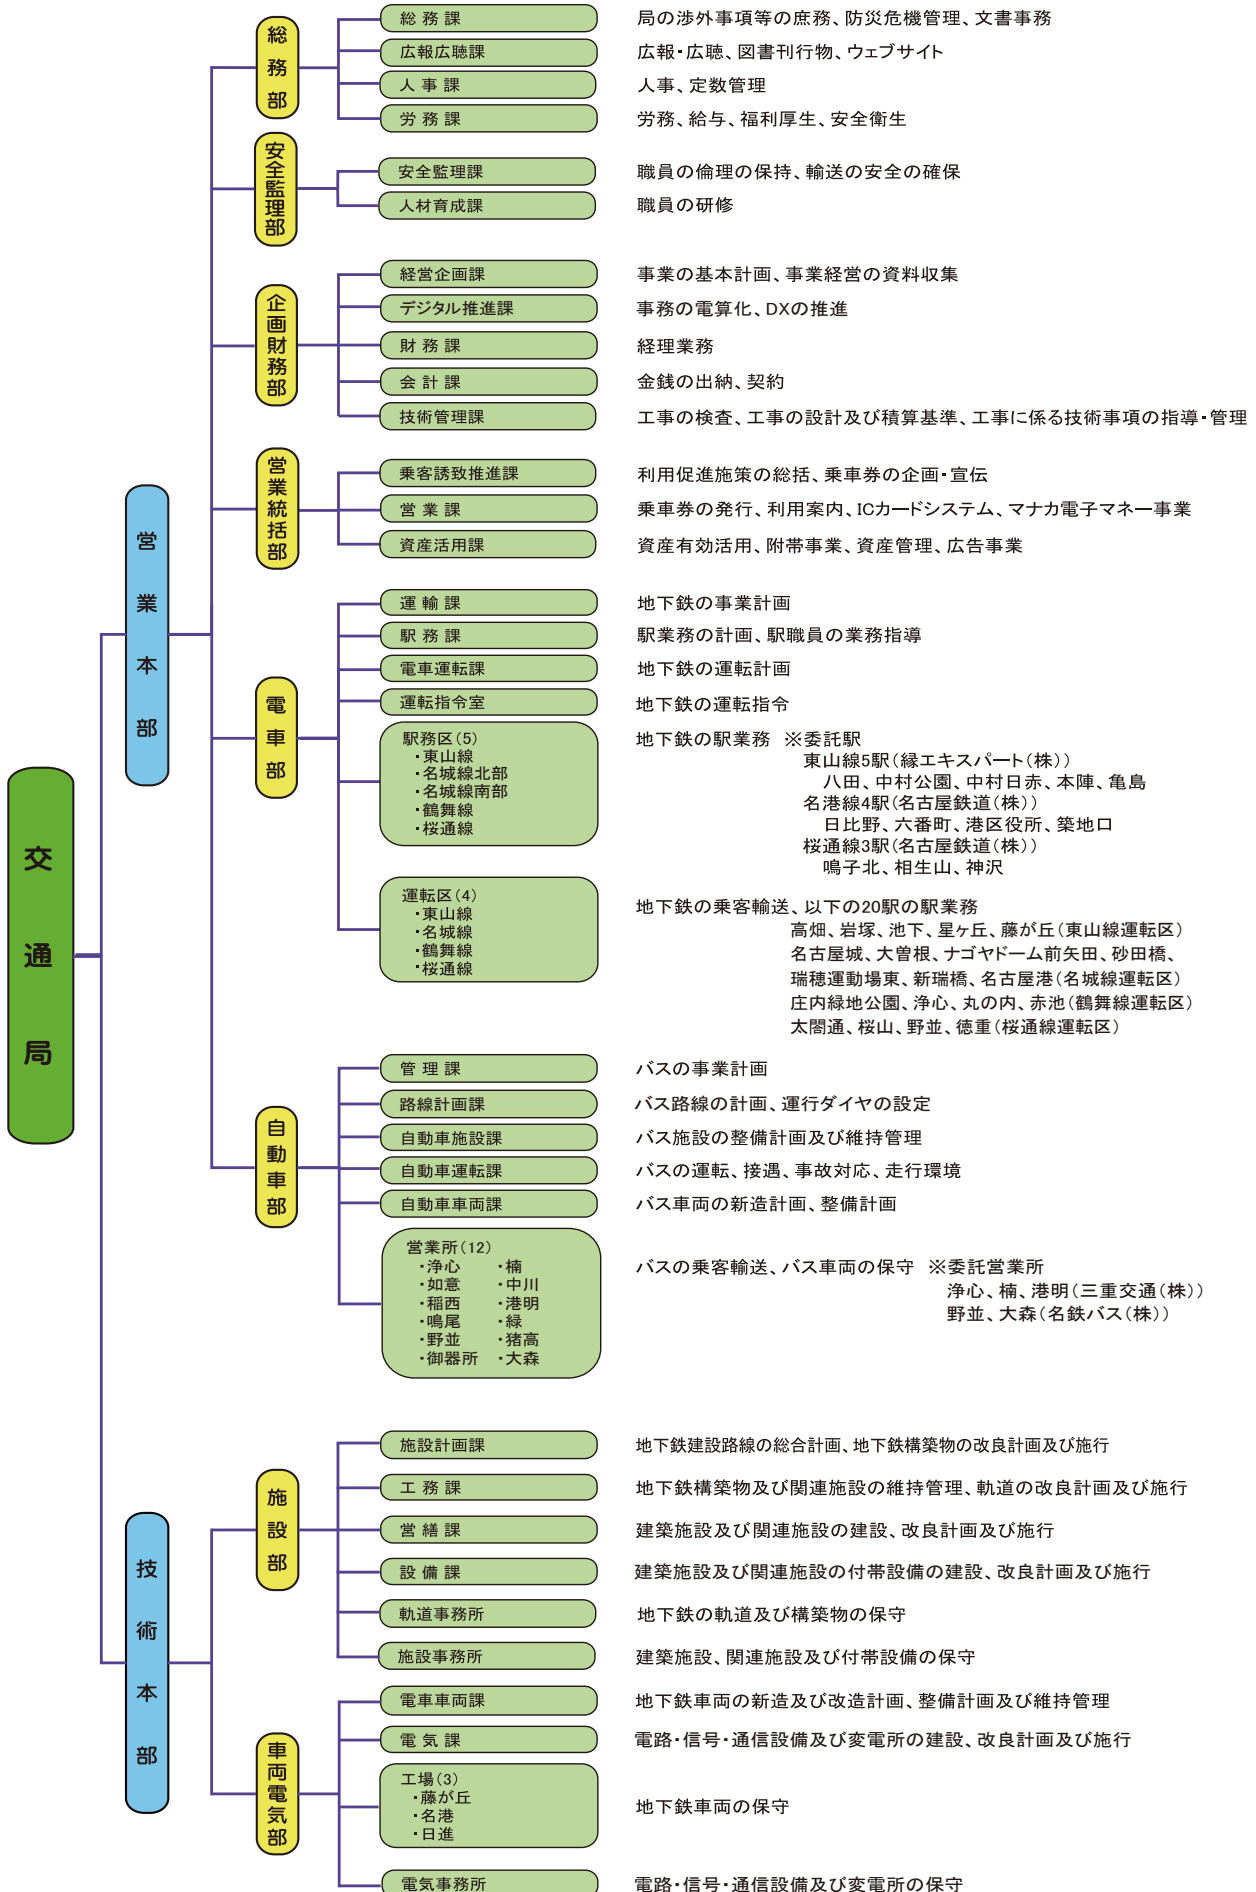 交通局
営業本部
総務部
総務課 局の渉外事項等の庶務、防災危機管理、文書事務
広報広聴課 広報・広聴、図書刊行物、ウェブサイト
人事課 人事、定数管理
労務課 労務、給与、福利厚生、安全衛生
安全監理部
安全監理課 職員の倫理の保持、輸送の安全の確保
人材育成課 職員の研修
企画財務部
経営企画課 事業の基本計画、事業経営の資料収集
デジタル推進課 事務の電算化、DXの推進
財務課 経理業務
会計課 金銭の出納、契約
技術管理課 工事の検査、工事の設計及び積算基準、工事に係る技術事項の指導・管理
営業統括部
乗客誘致推進課 利用促進施策の総括、乗車券の企画・宣伝
営業課 乗車券の発行、利用案内、ICカードシステム、マナカ電子マネー事業
資産活用課 資産有効活用、附帯事業、資産管理、広告事業
電車部
運輸課 地下鉄の事業計画
駅務課 駅業務の計画、駅職員の業務指導
電車運転課 地下鉄の運転計画
運転指令室 地下鉄の運転指令
駅務区(5)
・東山線
・名城線北部
・名城線南部
・鶴舞線
・桜通線
地下鉄の駅業務 ※委託駅
東山線5駅(縁エキスパート(株))
八田、中村公園、中村日赤、本陣、亀島
名港線4駅(名古屋鉄道(株))
日比野、六番町、港区役所、築地口
桜通線3駅(名古屋鉄道(株))
鳴子北、相生山、神沢
運転区(4)
・東山線
・名城線
・鶴舞線
・桜通線
地下鉄の乗客輸送、以下の20駅の駅業務
高畑、岩塚、池下、星ヶ丘、藤が丘(東山線運転区)
名古屋城、大曽根、ナゴヤドーム前矢田、砂田橋、
瑞穂運動場東、新瑞橋、名古屋港(名城線運転区)
庄内緑地公園、浄心、丸の内、赤池(鶴舞線運転区)
太閤通、桜山、野並、徳重(桜通線運転区)
自動車部
管理課 バスの事業計画
路線計画課 バス路線の計画、運行ダイヤの設定
自動車施設課 バス施設の整備計画及び維持管理
自動車運転課 バスの運転、接遇、事故対応、走行環境
自動車車両課 バス車両の新造計画、整備計画
営業所(12)
・浄心 ・楠
・如意 ・中川
・稲西 ・港明
・鳴尾 ・緑
・野並 ・猪高
・御器所 ・大森
バスの乗客輸送、バス車両の保守 ※委託営業所
浄心、楠、港明(三重交通(株))
野並、大森(名鉄バス(株))
技術本部
施設部
施設計画課 地下鉄建設路線の総合計画、地下鉄構築物の改良計画及び施行
工務課 地下鉄構築物及び関連施設の維持管理、軌道の改良計画及び施行
営繕課 建築施設及び関連施設の建設、改良計画及び施行
設備課 建築施設及び関連施設の付帯設備の建設、改良計画及び施行
軌道事務所 地下鉄の軌道及び構築物の保守
施設事務所 建築施設、関連施設及び付帯設備の保守
車両電気部
電車車両課 地下鉄車両の新造及び改造計画、整備計画及び維持管理
電気課 電路・信号・通信設備及び変電所の建設、改良計画及び施行
工場(3)
・藤が丘
・名港
・日進
地下鉄車両の保守
電気事務所 電路・信号・通信設備及び変電所の保守